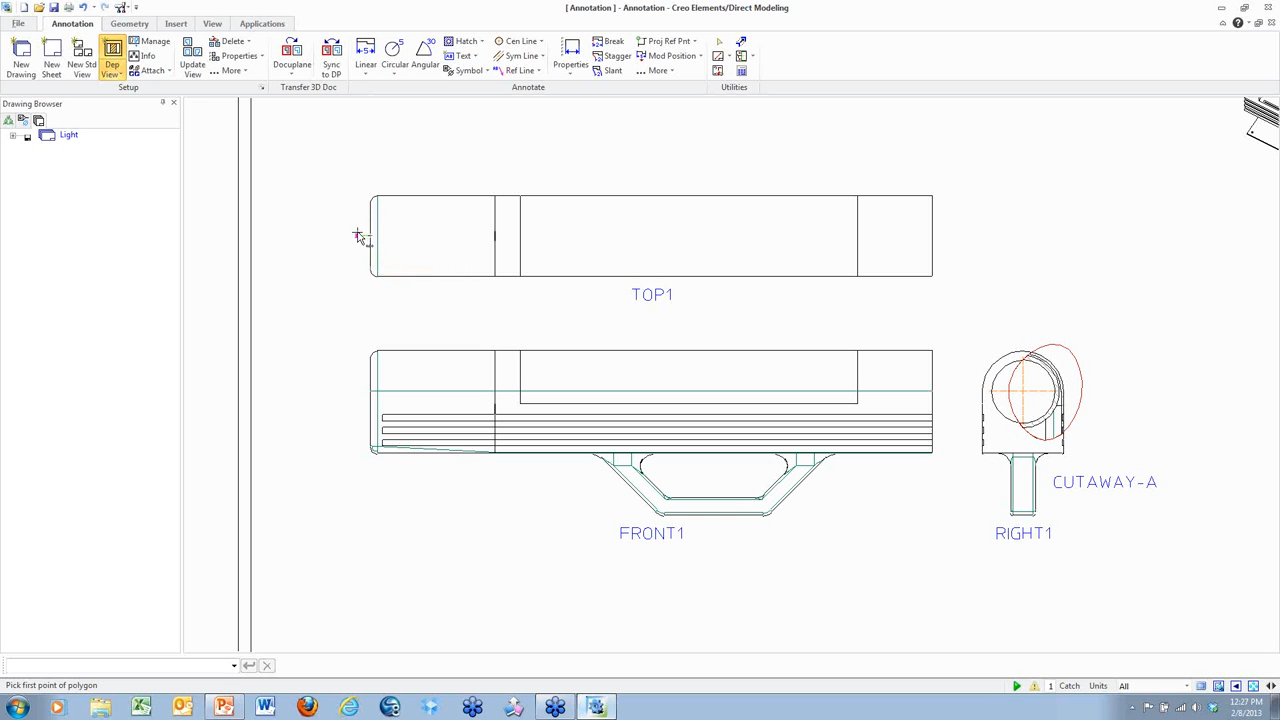 [ Annotation ] - Annotation - Creo Elements/Direct Modeling
File
Annotation
Geometry
Insert
View
Applications
New Drawing
New Sheet
New Std View
Dep View
Manage
Info
Attach
Update View
Delete
Properties
More
Docuplane
Sync to DP
Linear
Circular
Angular
Hatch
Text
Symbol
Cen Line
Sym Line
Ref Line
Properties
Break
Stagger
Slant
Proj Ref Pnt
Mod Position
More
Setup
Transfer 3D Doc
Annotate
Utilities
Drawing Browser
Light
TOP1
FRONT1
CUTAWAY-A
RIGHT1
Pick first point of polygon
1
Catch
Units
All
12:27 PM
2/8/2013